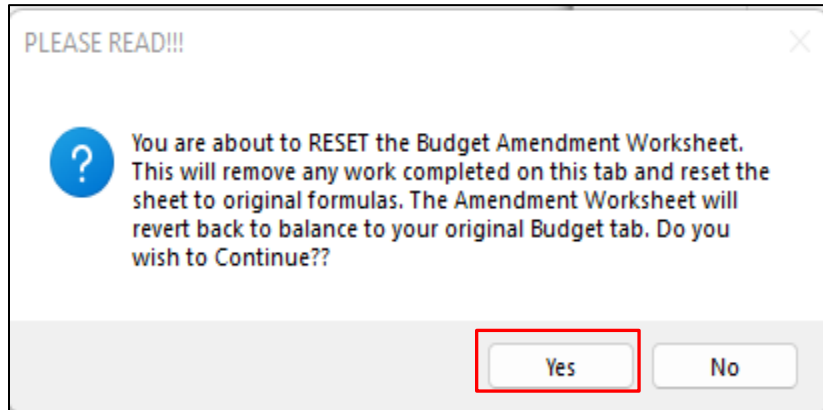 PLEASE READ!!!
You are about to RESET the Budget Amendment Worksheet.
This will remove any work completed on this tab and reset the
sheet to original formulas. The Amendment Worksheet will
revert back to balance to your original Budget tab. Do you
wish to Continue??
Yes No